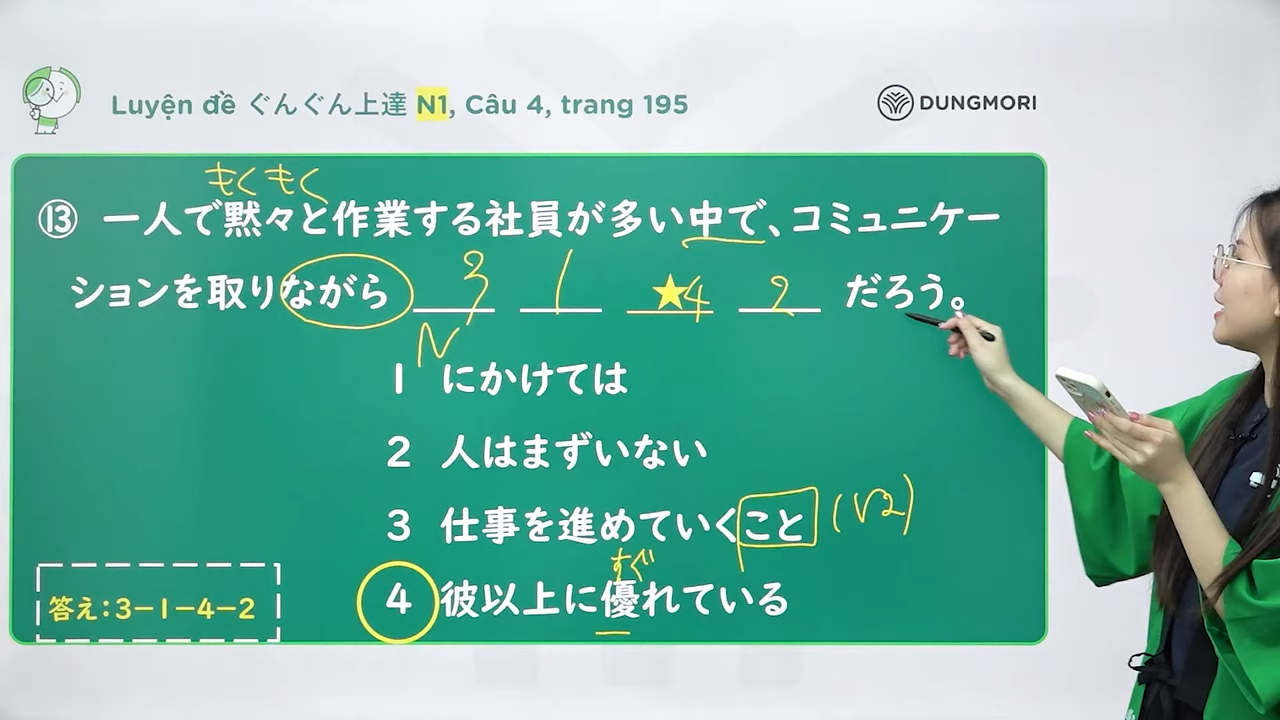 Luyện đề ぐんぐん上達 N1, Câu 4, trang 195
DUNGMORI
もくもく
⑬ 一人で黙々と作業する社員が多い中で、コミュニケー
ションを取りながら 3 1 ★4 2 だろう。
N
1 にかけては
2 人はまずいない
3 仕事を進めていくこと (Vる)
すぐ
4 彼以上に優れている
答え:3-1-4-2